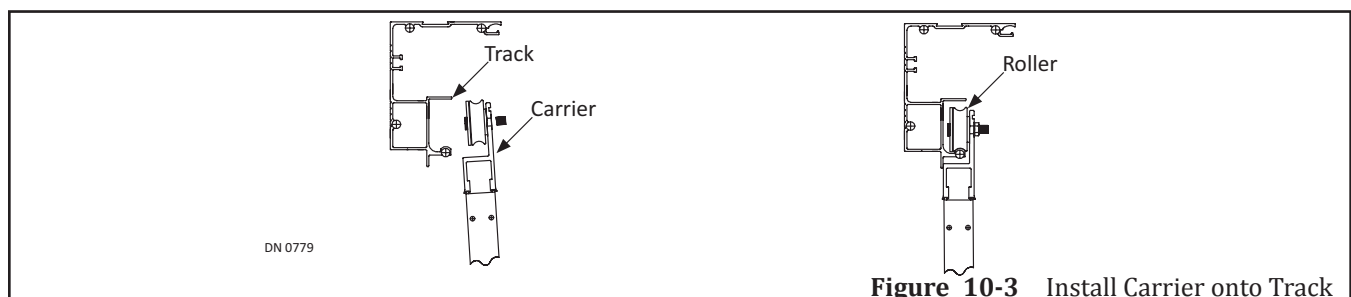 Track
Carrier
Roller
DN 0779
Figure 10-3 Install Carrier onto Track